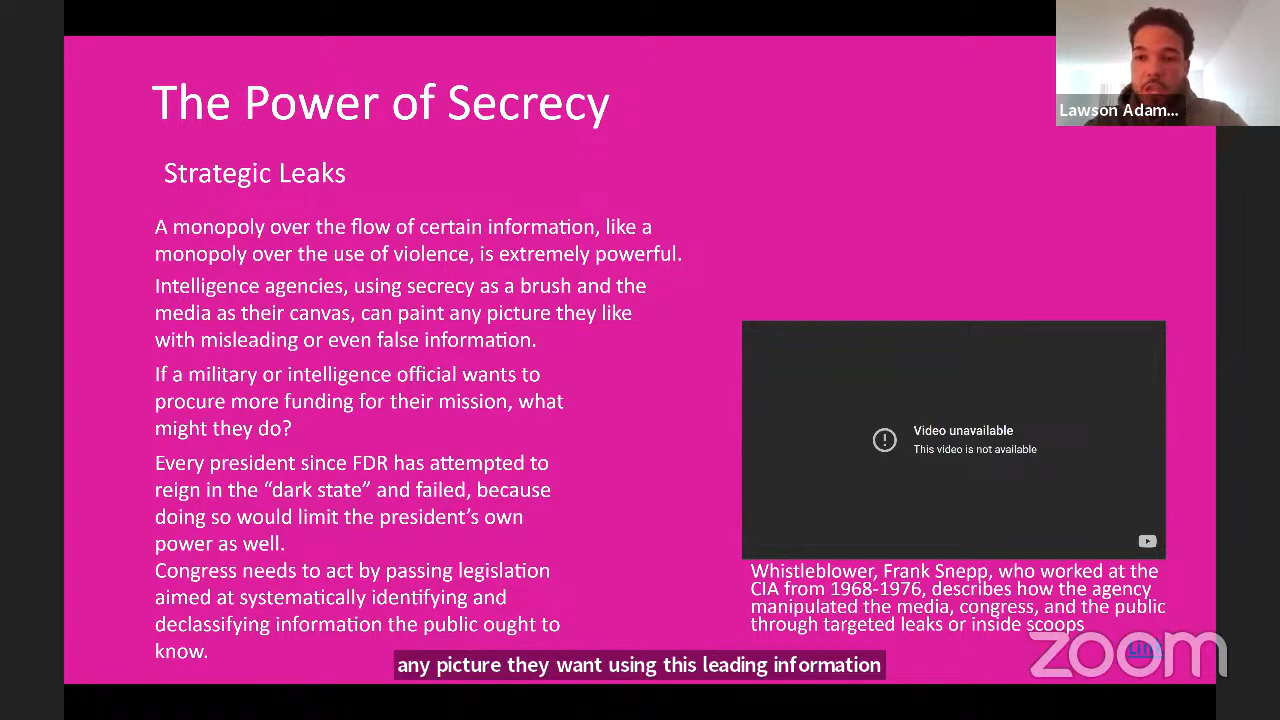 The Power of Secrecy
Lawson Adam...
Strategic Leaks
A monopoly over the flow of certain information, like a
monopoly over the use of violence, is extremely powerful.
Intelligence agencies, using secrecy as a brush and the
media as their canvas, can paint any picture they like
with misleading or even false information.
If a military or intelligence official wants to
procure more funding for their mission, what
might they do?
Every president since FDR has attempted to
reign in the “dark state” and failed, because
doing so would limit the president’s own
power as well.
Congress needs to act by passing legislation
aimed at systematically identifying and
declassifying information the public ought to
know.
Video unavailable
This video is not available
Whistleblower, Frank Snepp, who worked at the
CIA from 1968-1976, describes how the agency
manipulated the media, congress, and the public
through targeted leaks or inside scoops
Link
zoom
any picture they want using this leading information